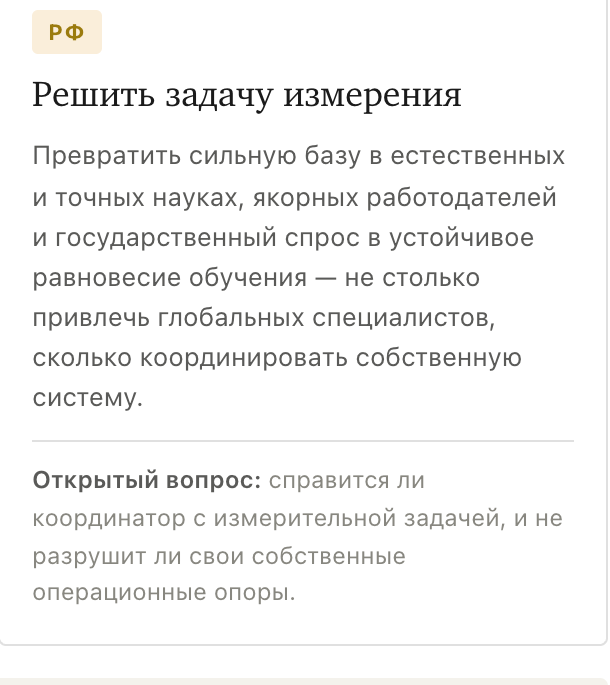 РФ
Решить задачу измерения
Превратить сильную базу в естественных
и точных науках, якорных работодателей
и государственный спрос в устойчивое
равновесие обучения — не столько
привлечь глобальных специалистов,
сколько координировать собственную
систему.
Открытый вопрос: справится ли
координатор с измерительной задачей, и не
разрушит ли свои собственные
операционные опоры.